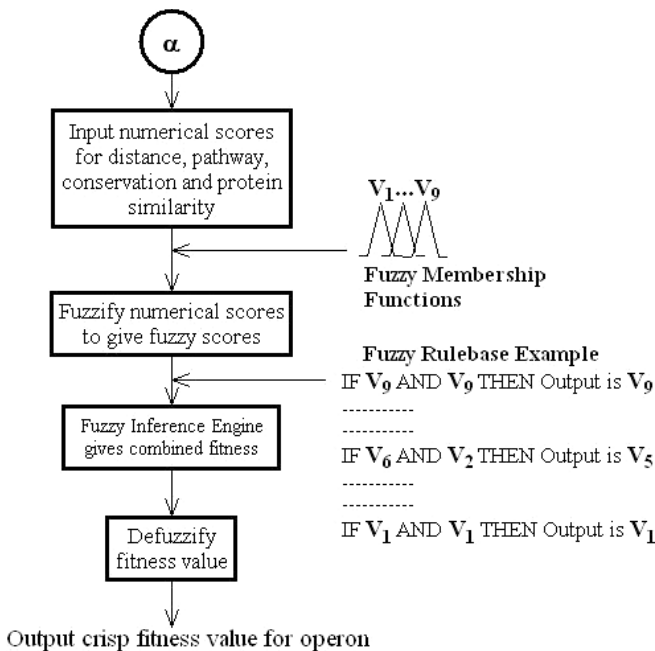 α
Input numerical scores
for distance, pathway,
conservation and protein
similarity
V1...V9
Fuzzy Membership
Functions
Fuzzify numerical scores
to give fuzzy scores
Fuzzy Rulebase Example
IF V9 AND V9 THEN Output is V9
-----------
-----------
IF V6 AND V2 THEN Output is V5
-----------
-----------
IF V1 AND V1 THEN Output is V1
Fuzzy Inference Engine
gives combined fitness
Defuzzify
fitness value
Output crisp fitness value for operon